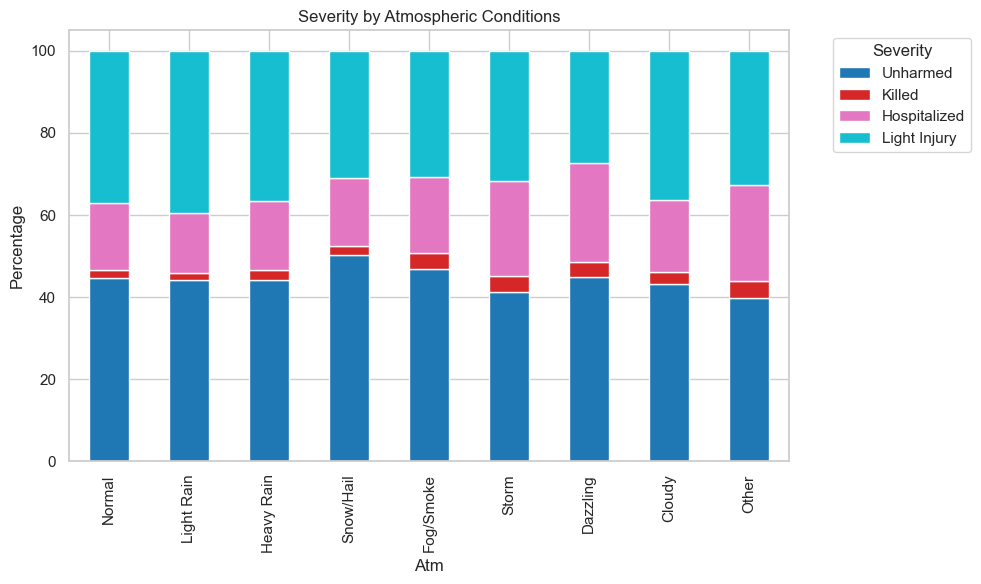 Severity by Atmospheric Conditions
Percentage
100
80
60
40
20
0
Normal
Light Rain
Heavy Rain
Snow/Hail
Fog/Smoke
Storm
Dazzling
Cloudy
Other
Atm
Severity
Unharmed
Killed
Hospitalized
Light Injury